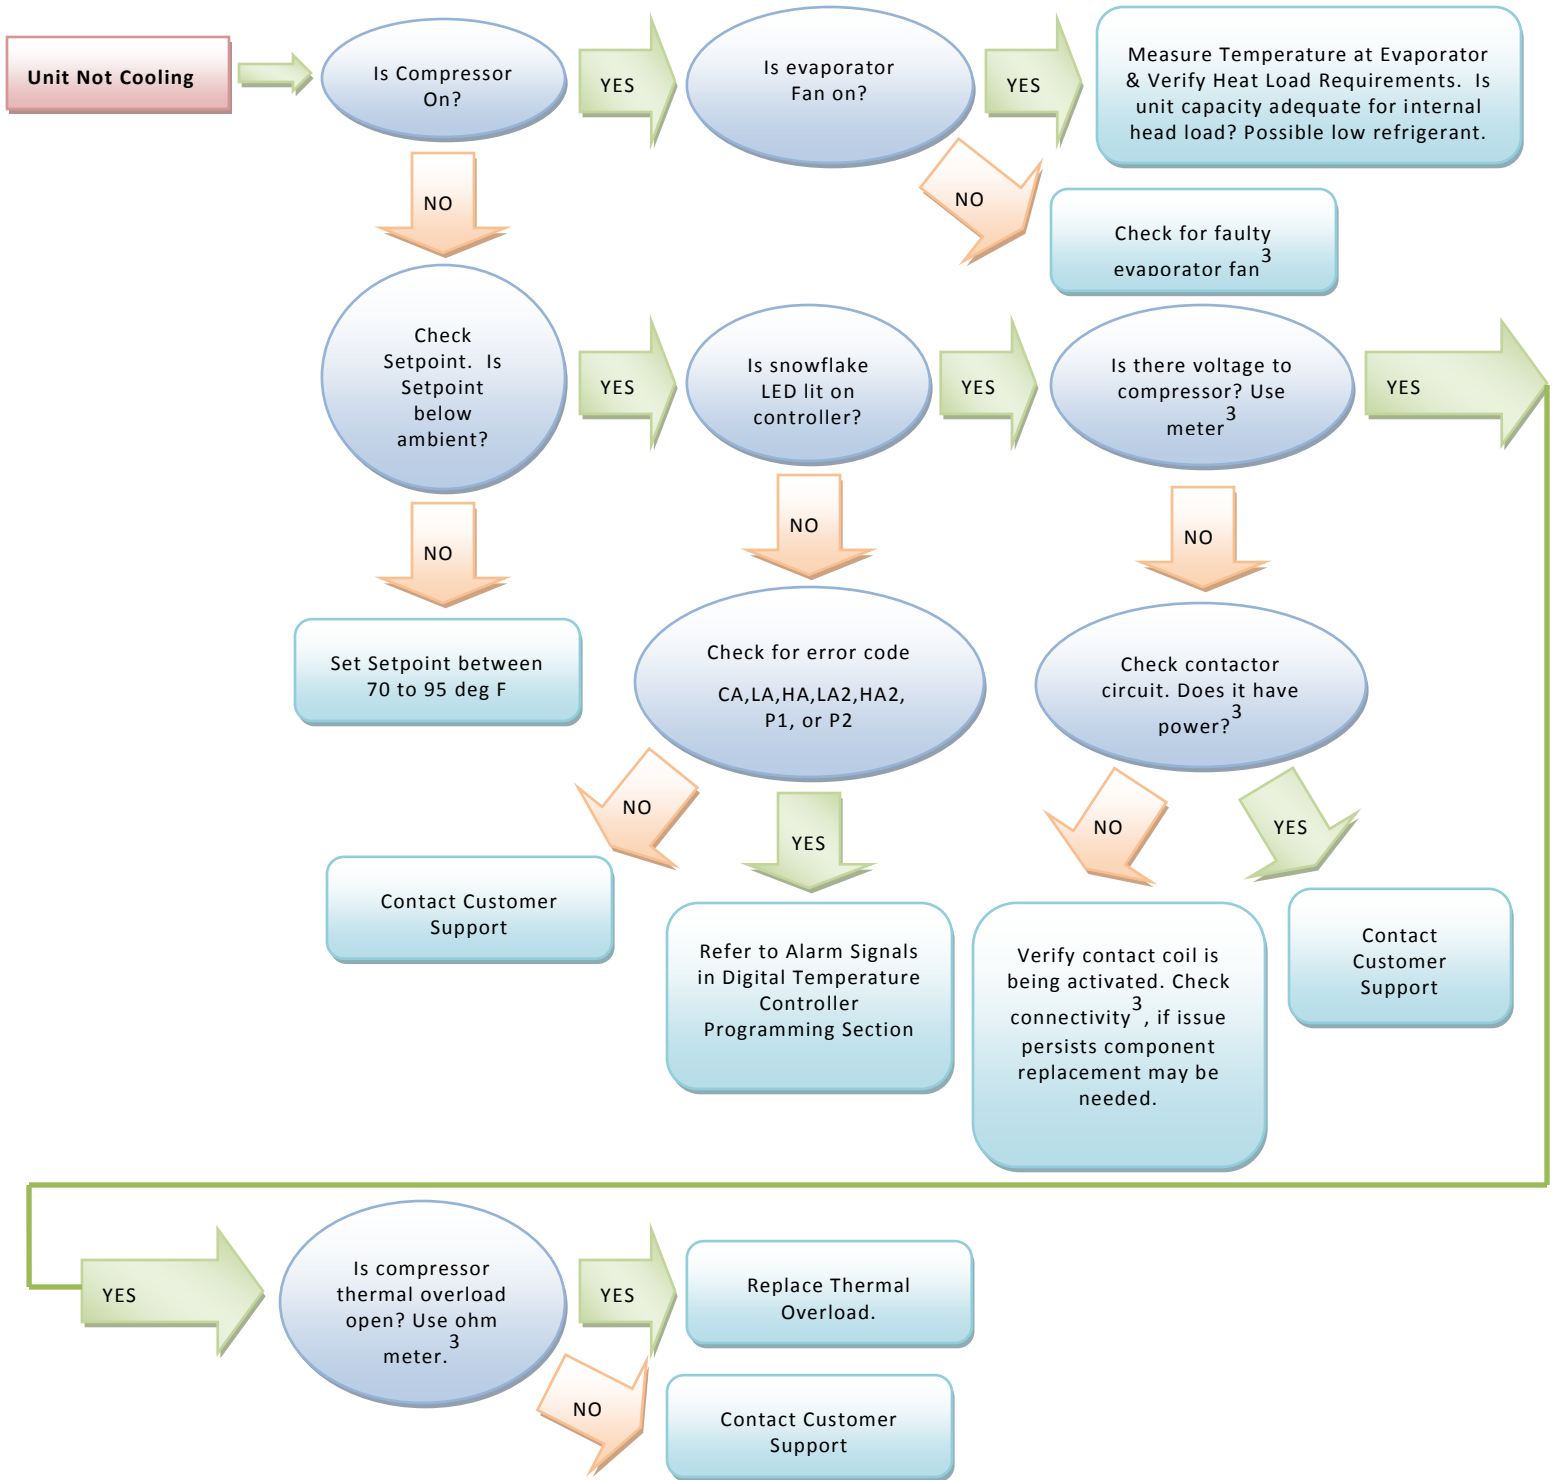 Unit Not Cooling
Is Compressor
On?
YES
Is evaporator
Fan on?
YES
Measure Temperature at Evaporator
& Verify Heat Load Requirements.  Is
unit capacity adequate for internal
head load? Possible low refrigerant.
NO
NO
Check for faulty
evaporator fan3
Check
Setpoint.  Is
Setpoint
below
ambient?
YES
Is snowflake
LED lit on
controller?
YES
Is there voltage to
compressor? Use
meter3
YES
NO
NO
NO
Set Setpoint between
70 to 95 deg F
Check for error code
CA,LA,HA,LA2,HA2,
P1, or P2
Check contactor
circuit. Does it have
power?3
NO
YES
NO
YES
Contact Customer
Support
Refer to Alarm Signals
in Digital Temperature
Controller
Programming Section
Verify contact coil is
being activated. Check
connectivity3, if issue
persists component
replacement may be
needed.
Contact
Customer
Support
YES
Is compressor
thermal overload
open? Use ohm
meter.3
YES
Replace Thermal
Overload.
NO
Contact Customer
Support